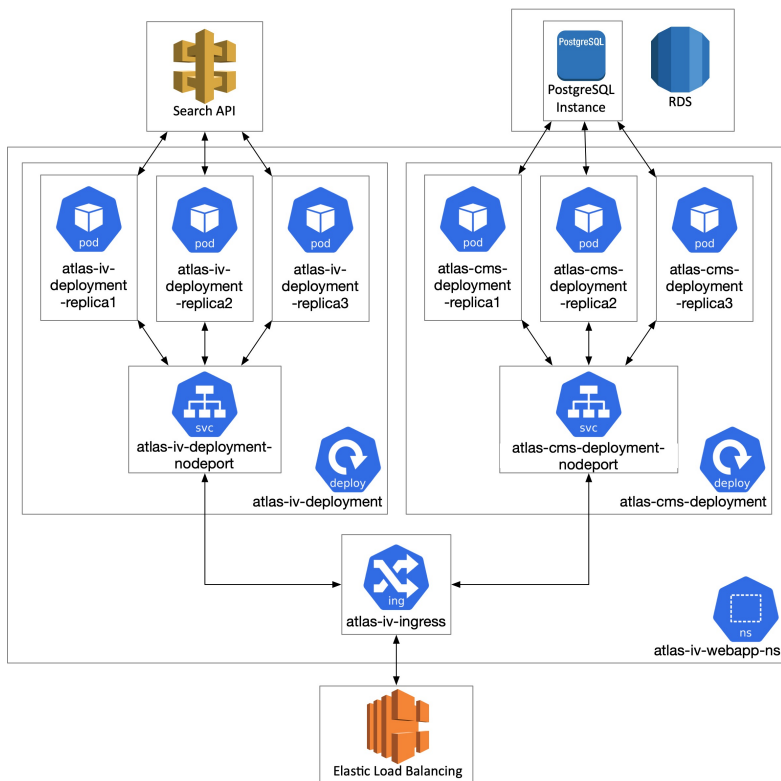 Search API
PostgreSQL
PostgreSQL
Instance
RDS
pod
atlas-iv-
deployment
-replica1
pod
atlas-iv-
deployment
-replica2
pod
atlas-iv-
deployment
-replica3
pod
atlas-cms-
deployment
-replica1
pod
atlas-cms-
deployment
-replica2
pod
atlas-cms-
deployment
-replica3
svc
atlas-iv-deployment-
nodeport
deploy
atlas-iv-deployment
svc
atlas-cms-deployment-
nodeport
deploy
atlas-cms-deployment
ing
atlas-iv-ingress
ns
atlas-iv-webapp-ns
Elastic Load Balancing